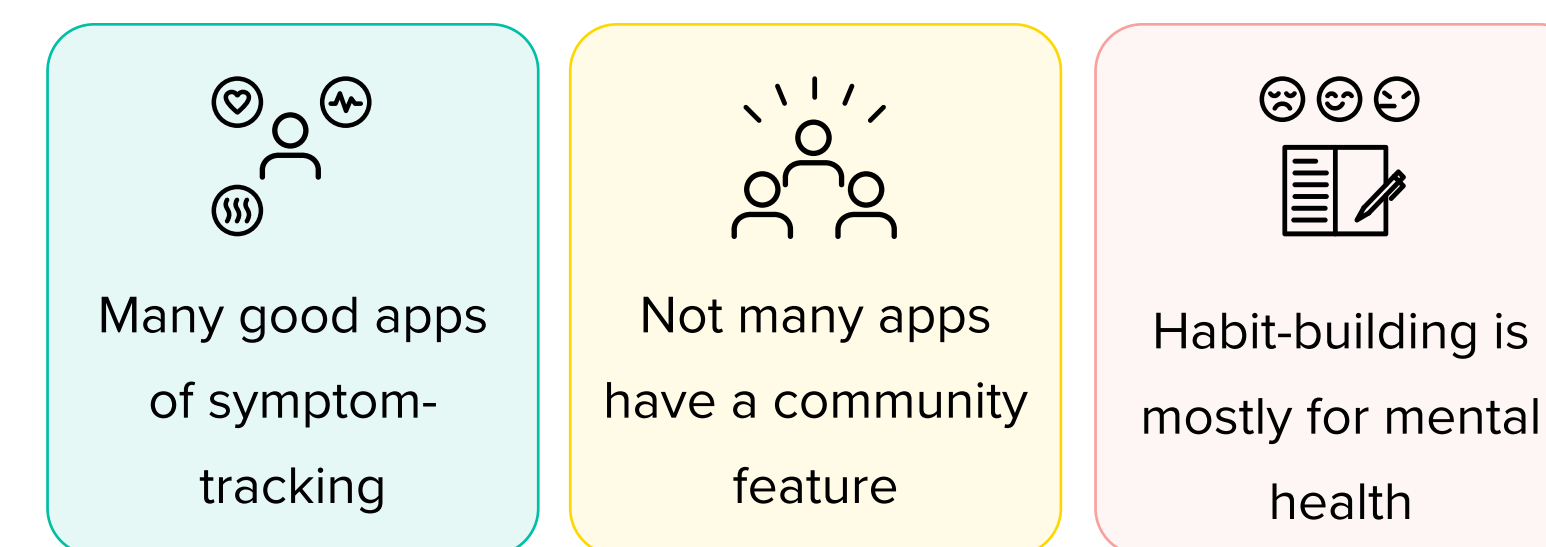 Many good apps
of symptom-
tracking
Not many apps
have a community
feature
Habit-building is
mostly for mental
health